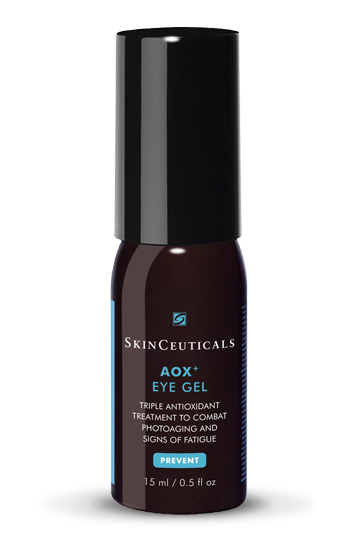 SKINCEUTICALS
AOX+
EYE GEL
TRIPLE ANTIOXIDANT
TREATMENT TO COMBAT
PHOTOAGING AND
SIGNS OF FATIGUE
PREVENT
15 ml / 0.5 fl oz